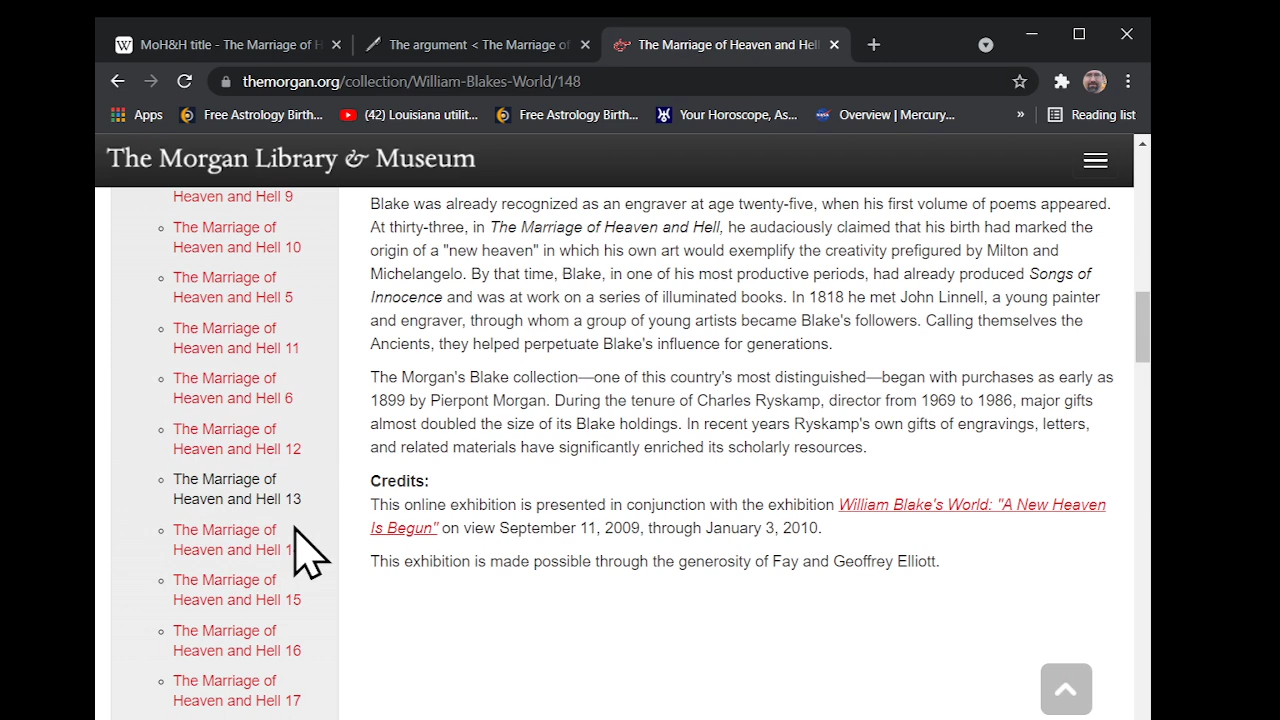 MoH&H title - The Marriage of H
The argument < The Marriage of
The Marriage of Heaven and Hell
themorgan.org/collection/William-Blakes-World/148
Apps
Free Astrology Birth...
(42) Louisiana utilit...
Free Astrology Birth...
Your Horoscope, As...
Overview | Mercury...
»
Reading list
The Morgan Library & Museum
Heaven and Hell 9
The Marriage of
Heaven and Hell 10
The Marriage of
Heaven and Hell 5
The Marriage of
Heaven and Hell 11
The Marriage of
Heaven and Hell 6
The Marriage of
Heaven and Hell 12
The Marriage of
Heaven and Hell 13
The Marriage of
Heaven and Hell
The Marriage of
Heaven and Hell 15
The Marriage of
Heaven and Hell 16
The Marriage of
Heaven and Hell 17
Blake was already recognized as an engraver at age twenty-five, when his first volume of poems appeared.
At thirty-three, in The Marriage of Heaven and Hell, he audaciously claimed that his birth had marked the
origin of a "new heaven" in which his own art would exemplify the creativity prefigured by Milton and
Michelangelo. By that time, Blake, in one of his most productive periods, had already produced Songs of
Innocence and was at work on a series of illuminated books. In 1818 he met John Linnell, a young painter
and engraver, through whom a group of young artists became Blake's followers. Calling themselves the
Ancients, they helped perpetuate Blake's influence for generations.
The Morgan's Blake collection—one of this country's most distinguished—began with purchases as early as
1899 by Pierpont Morgan. During the tenure of Charles Ryskamp, director from 1969 to 1986, major gifts
almost doubled the size of its Blake holdings. In recent years Ryskamp's own gifts of engravings, letters,
and related materials have significantly enriched its scholarly resources.
Credits:
This online exhibition is presented in conjunction with the exhibition William Blake's World: "A New Heaven
Is Begun" on view September 11, 2009, through January 3, 2010.
This exhibition is made possible through the generosity of Fay and Geoffrey Elliott.